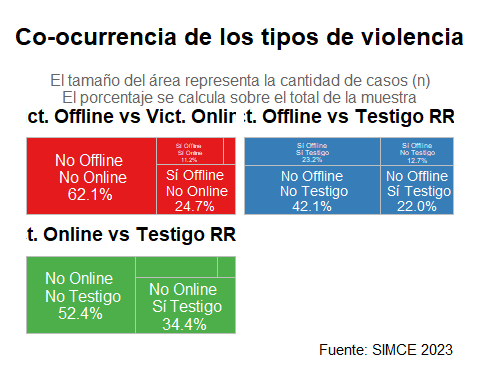 Co-ocurrencia de los tipos de violencia
El tamaño del área representa la cantidad de casos (n)
El porcentaje se calcula sobre el total de la muestra
ct. Offline vs Vict. Onlin
t. Offline vs Testigo RR
No Offline
No Online
62.1%
Sí Offline
Sí Online
11.2%
Sí Offline
No Online
24.7%
Sí Offline
Sí Testigo
23.2%
Sí Offline
No Testigo
12.7%
No Offline
No Testigo
42.1%
No Offline
Sí Testigo
22.0%
t. Online vs Testigo RR
No Online
No Testigo
52.4%
No Online
Sí Testigo
34.4%
Fuente: SIMCE 2023